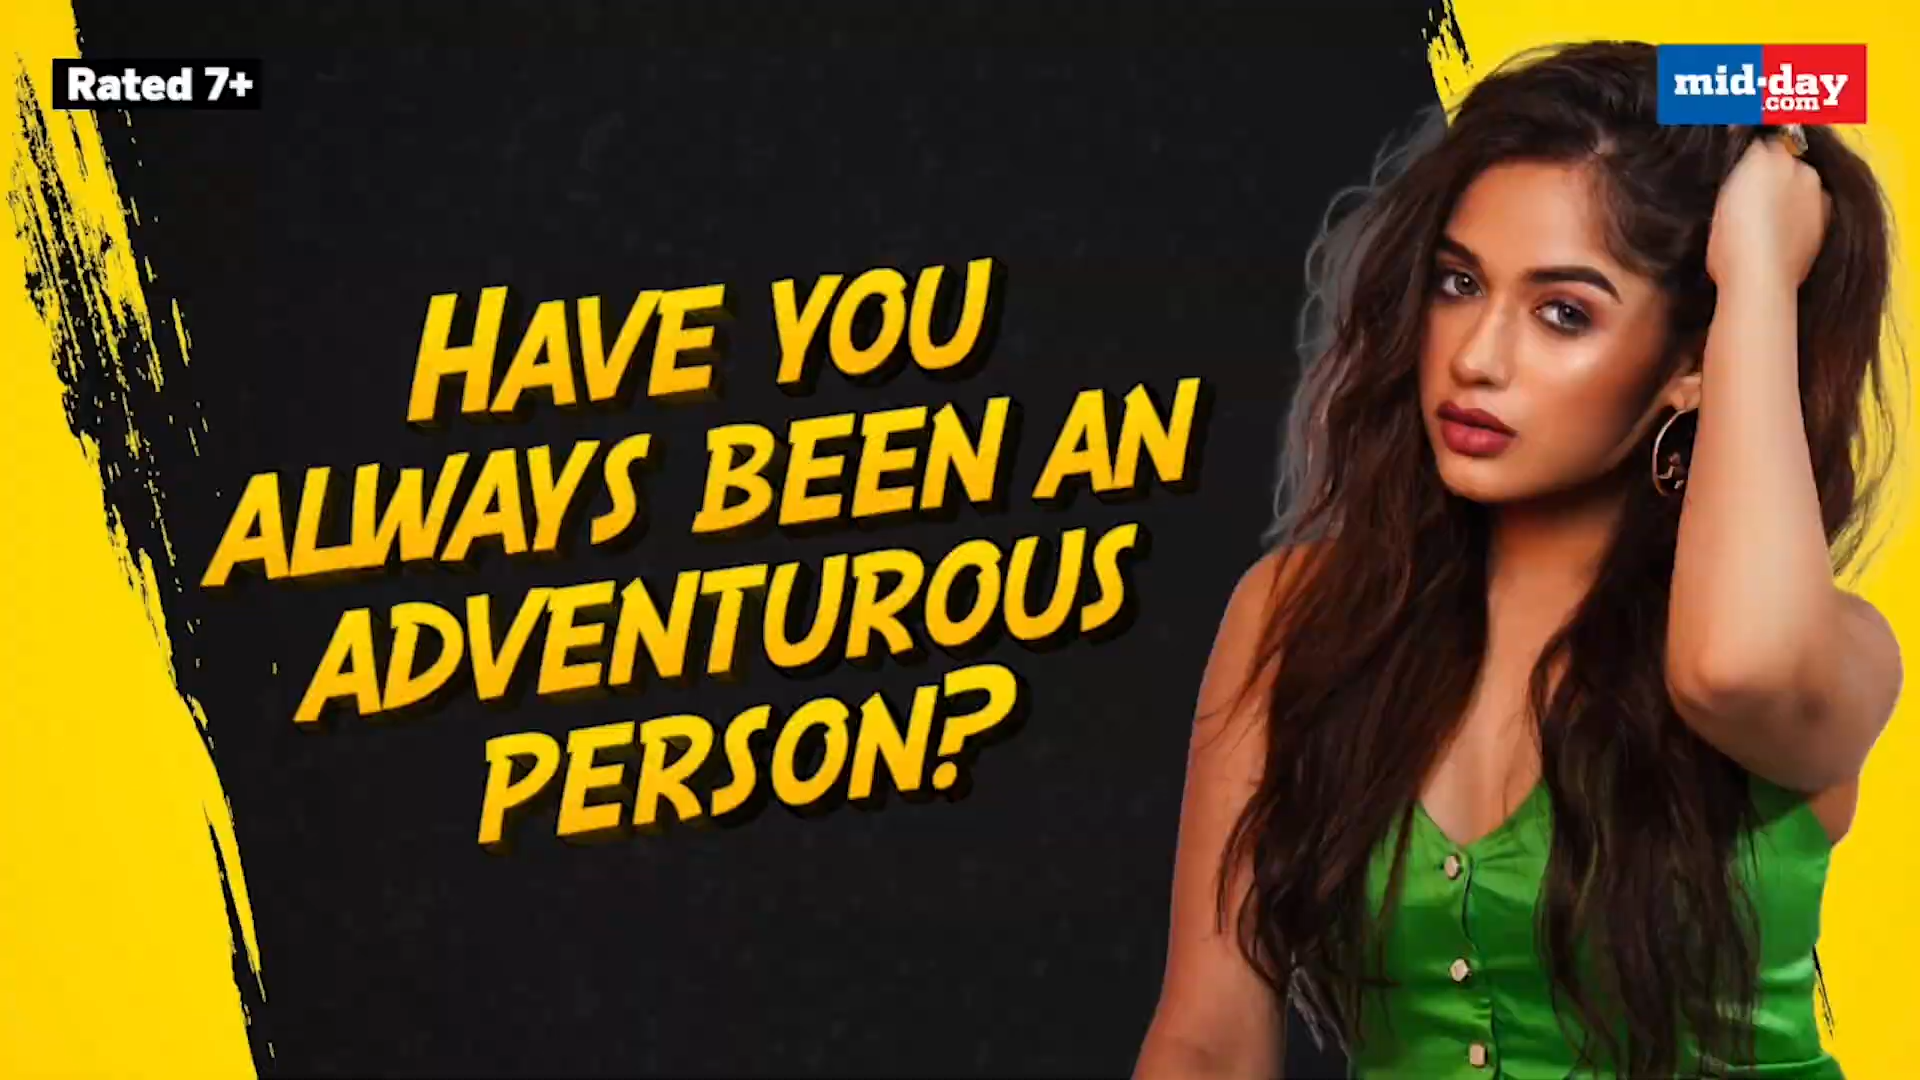 Rated 7+
mid-day
.com
HAVE YOU
ALWAYS BEEN AN
ADVENTUROUS
PERSON?